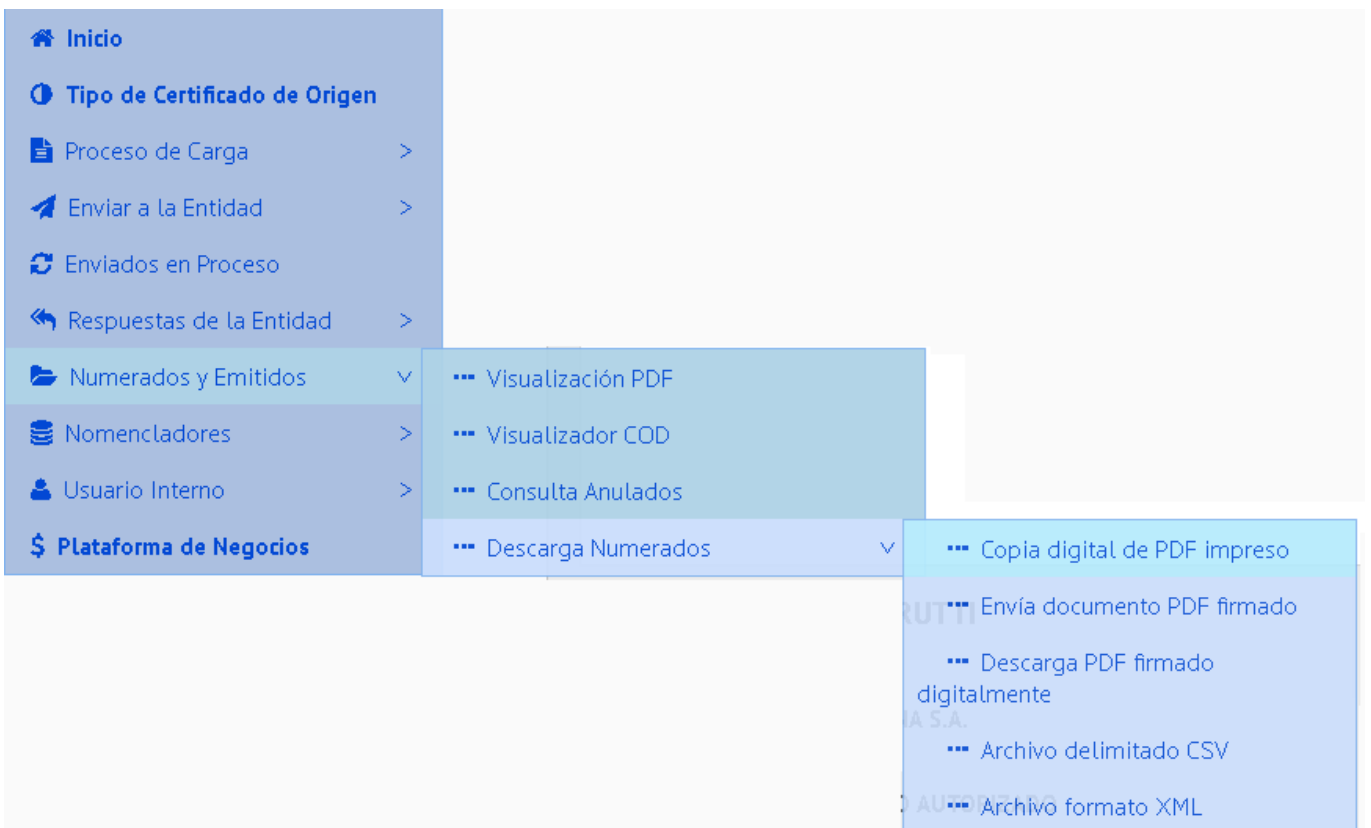 Inicio
Tipo de Certificado de Origen
Proceso de Carga >
Enviar a la Entidad >
Enviados en Proceso
Respuestas de la Entidad >
Numerados y Emitidos
Nomencladores >
Usuario Interno >
$ Plataforma de Negocios
Visualización PDF
Visualizador COD
Consulta Anulados
Descarga Numerados
Copia digital de PDF impreso
Envía documento PDF firmado
Descarga PDF firmado
digitalmente
Archivo delimitado CSV
Archivo formato XML
S.A.